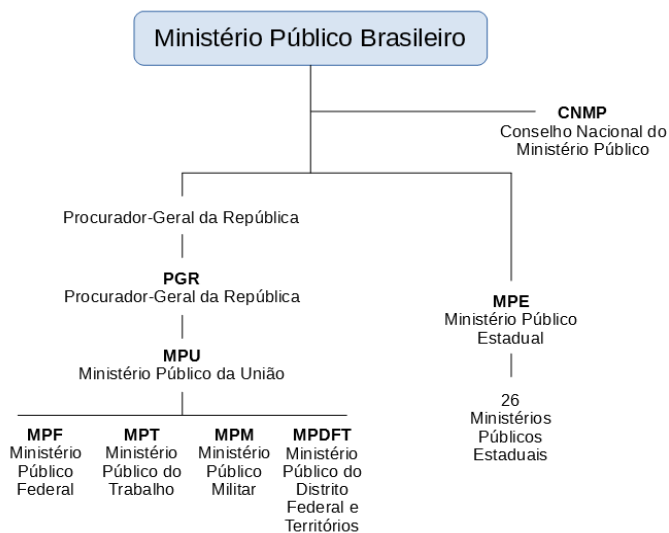 Ministério Público Brasileiro
CNMP
Conselho Nacional do
Ministério Público
Procurador-Geral da República
PGR
Procurador-Geral da República
MPU
Ministério Público da União
MPF
Ministério
Público
Federal
MPT
Ministério
Público do
Trabalho
MPM
Ministério
Público
Militar
MPDFT
Ministério
Público do
Distrito
Federal e
Territórios
MPE
Ministério Público
Estadual
26
Ministérios
Públicos
Estaduais